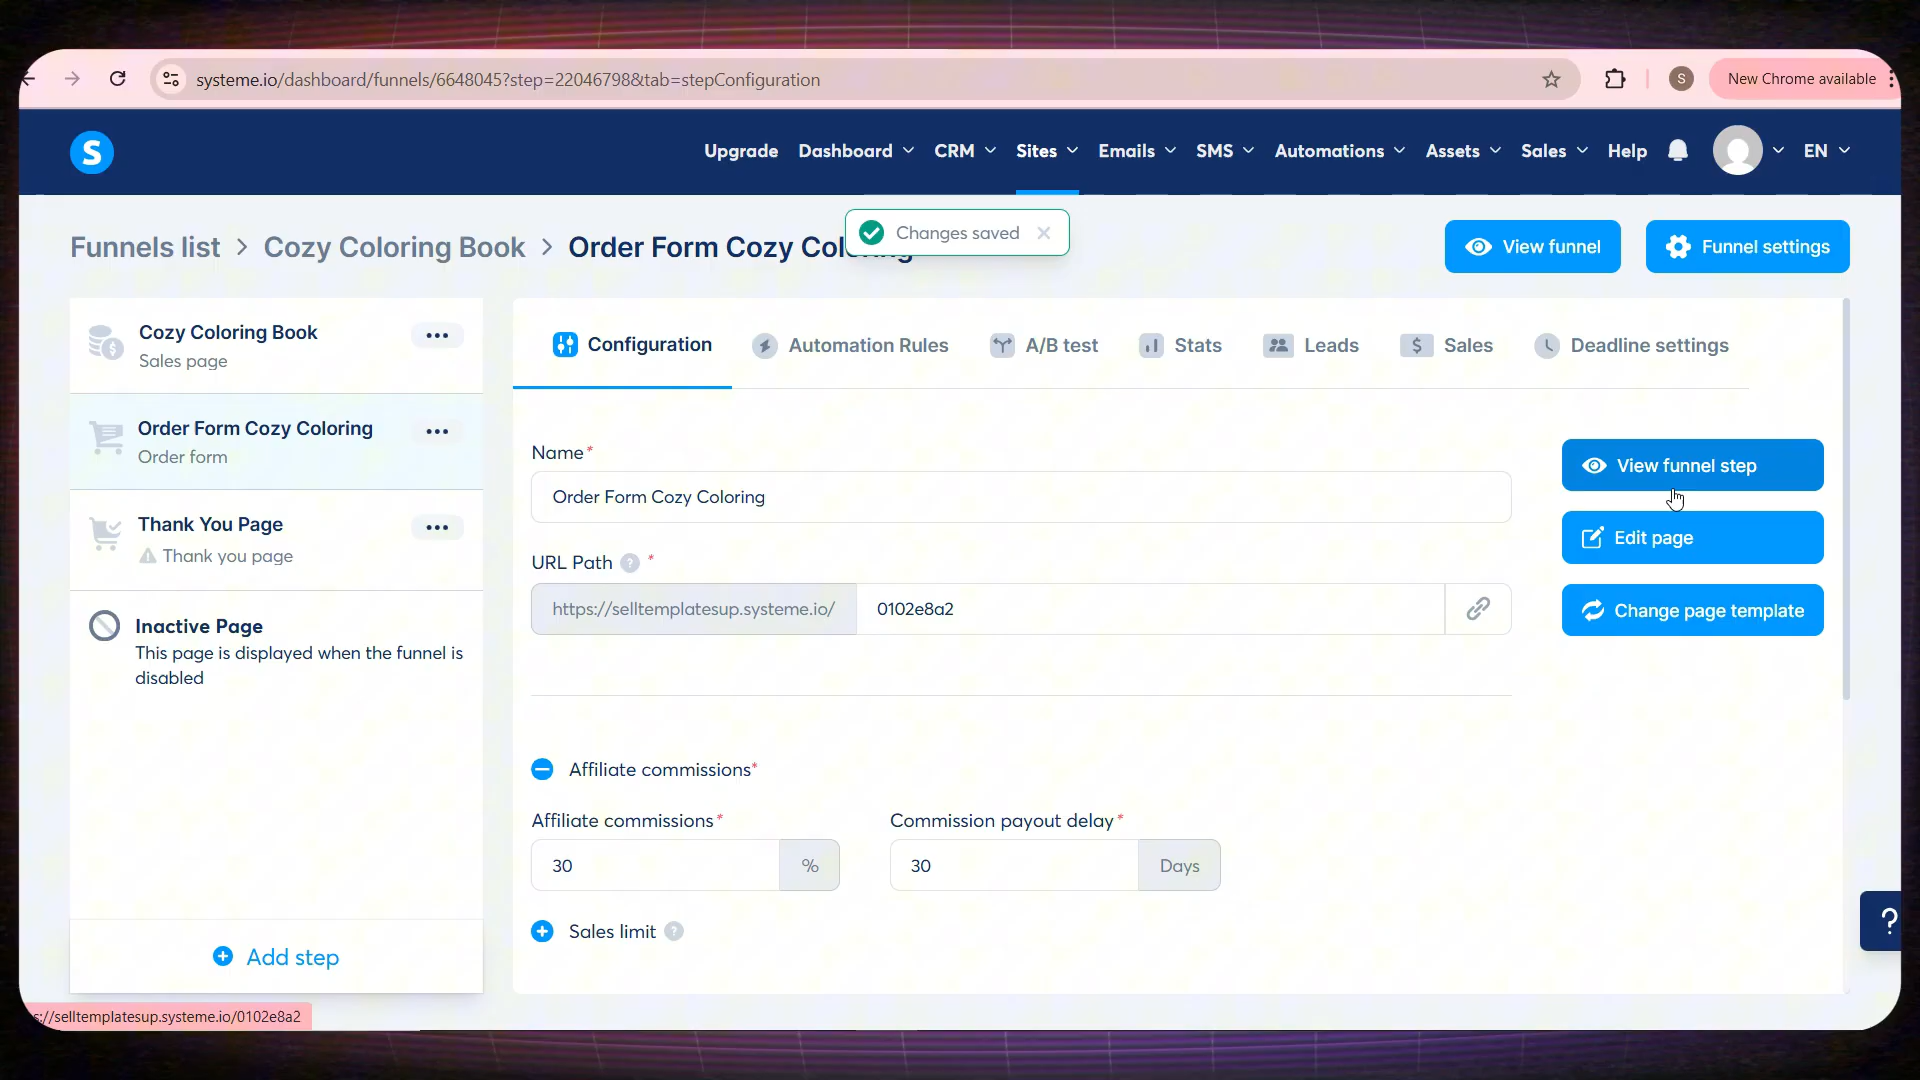 systeme.io/dashboard/funnels/6648045?step=22046798&tab=stepConfiguration
S
New Chrome available
S
Upgrade
Dashboard
CRM
Sites
Emails
SMS
Automations
Assets
Sales
Help
EN
Funnels list > Cozy Coloring Book > Order Form Cozy Coloring
Changes saved
View funnel
Funnel settings
Cozy Coloring Book
Sales page
Order Form Cozy Coloring
Order form
Thank You Page
Thank you page
Inactive Page
This page is displayed when the funnel is
disabled
Add step
Configuration
Automation Rules
A/B test
Stats
Leads
Sales
Deadline settings
Name*
Order Form Cozy Coloring
URL Path ? *
https://selltemplatesup.systeme.io/
0102e8a2
View funnel step
Edit page
Change page template
Affiliate commissions*
Affiliate commissions*
30 %
Commission payout delay*
30 Days
Sales limit ?
?
s://selltemplatesup.systeme.io/0102e8a2